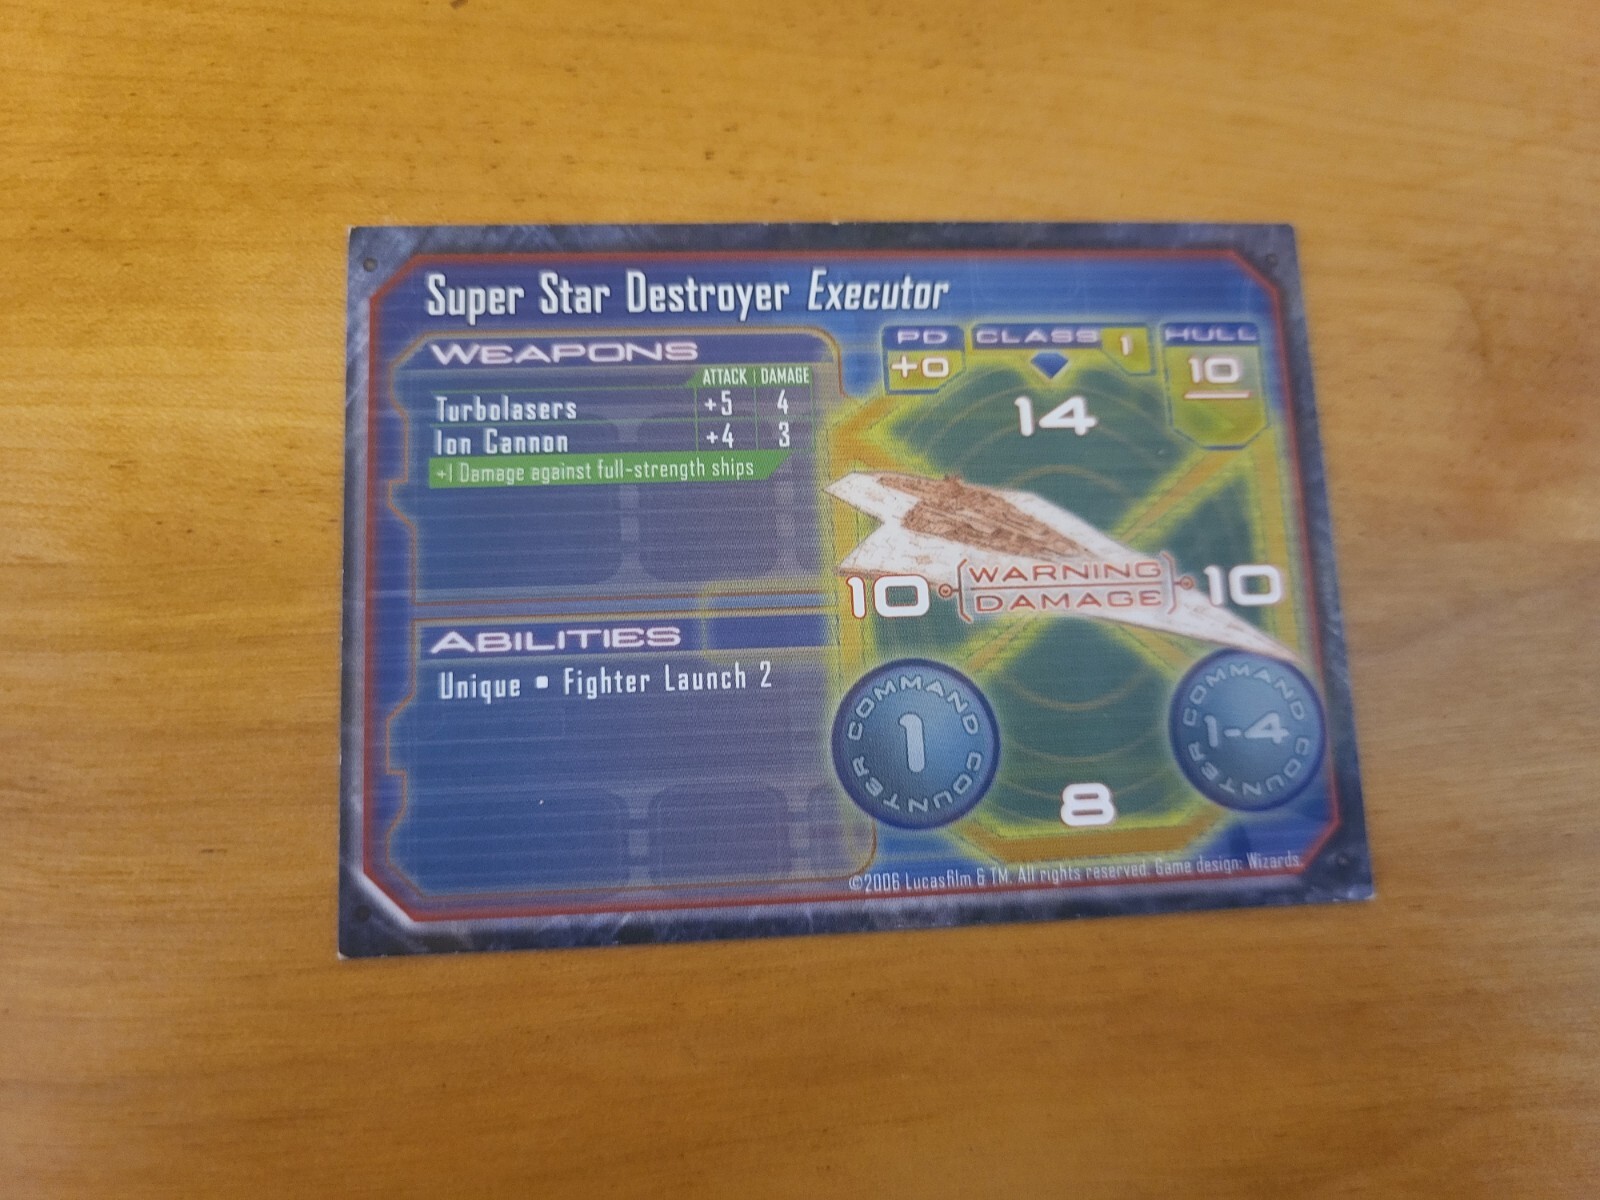 Super Star Destroyer Executor
WEAPONS
ATTACK DAMAGE
Turbolasers +5 4
Ion Cannon +4 3
+1 Damage against full-strength ships
ABILITIES
Unique ▪ Fighter Launch 2
PD CLASS 1 HULL
+0 10
14
10 WARNING DAMAGE 10
COMMAND 1 COUNTER
COMMAND 1-4 COUNTER
8
©2006 Lucasfilm & TM. All rights reserved. Game design: Wizards.